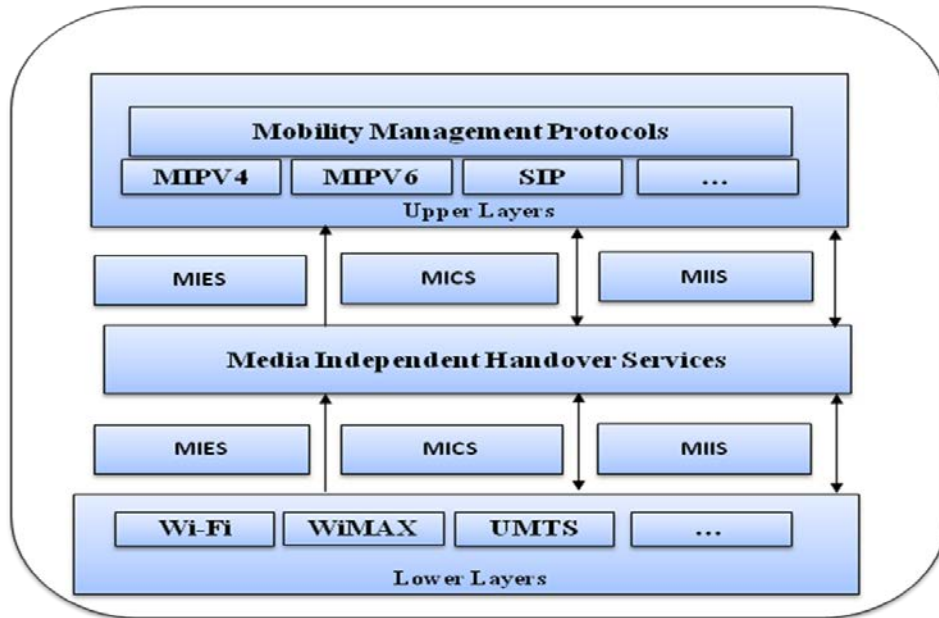 Mobility Management Protocols
MIPV4 MIPV6 SIP ...
Upper Layers
MIES MICS MIIS
Media Independent Handover Services
MIES MICS MIIS
Wi-Fi WiMAX UMTS ...
Lower Layers